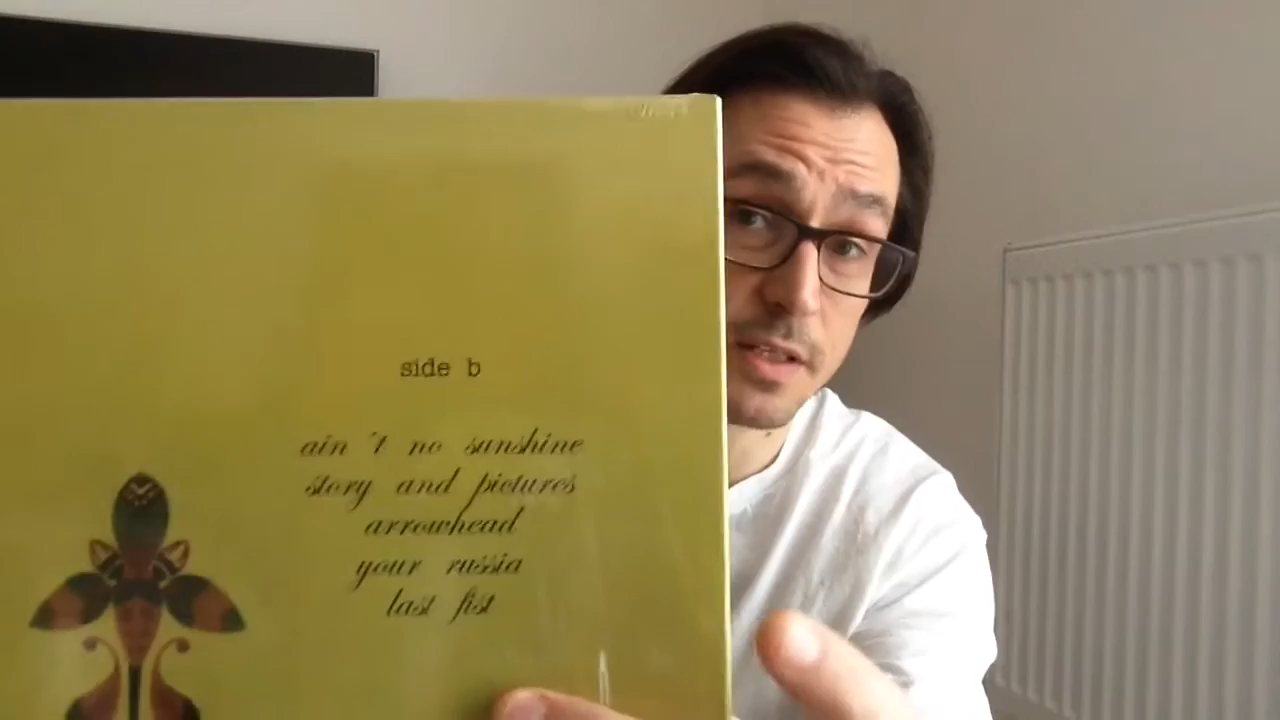 side b
ain 't no sunshine
story and pictures
arrowhead
your russia
last fist